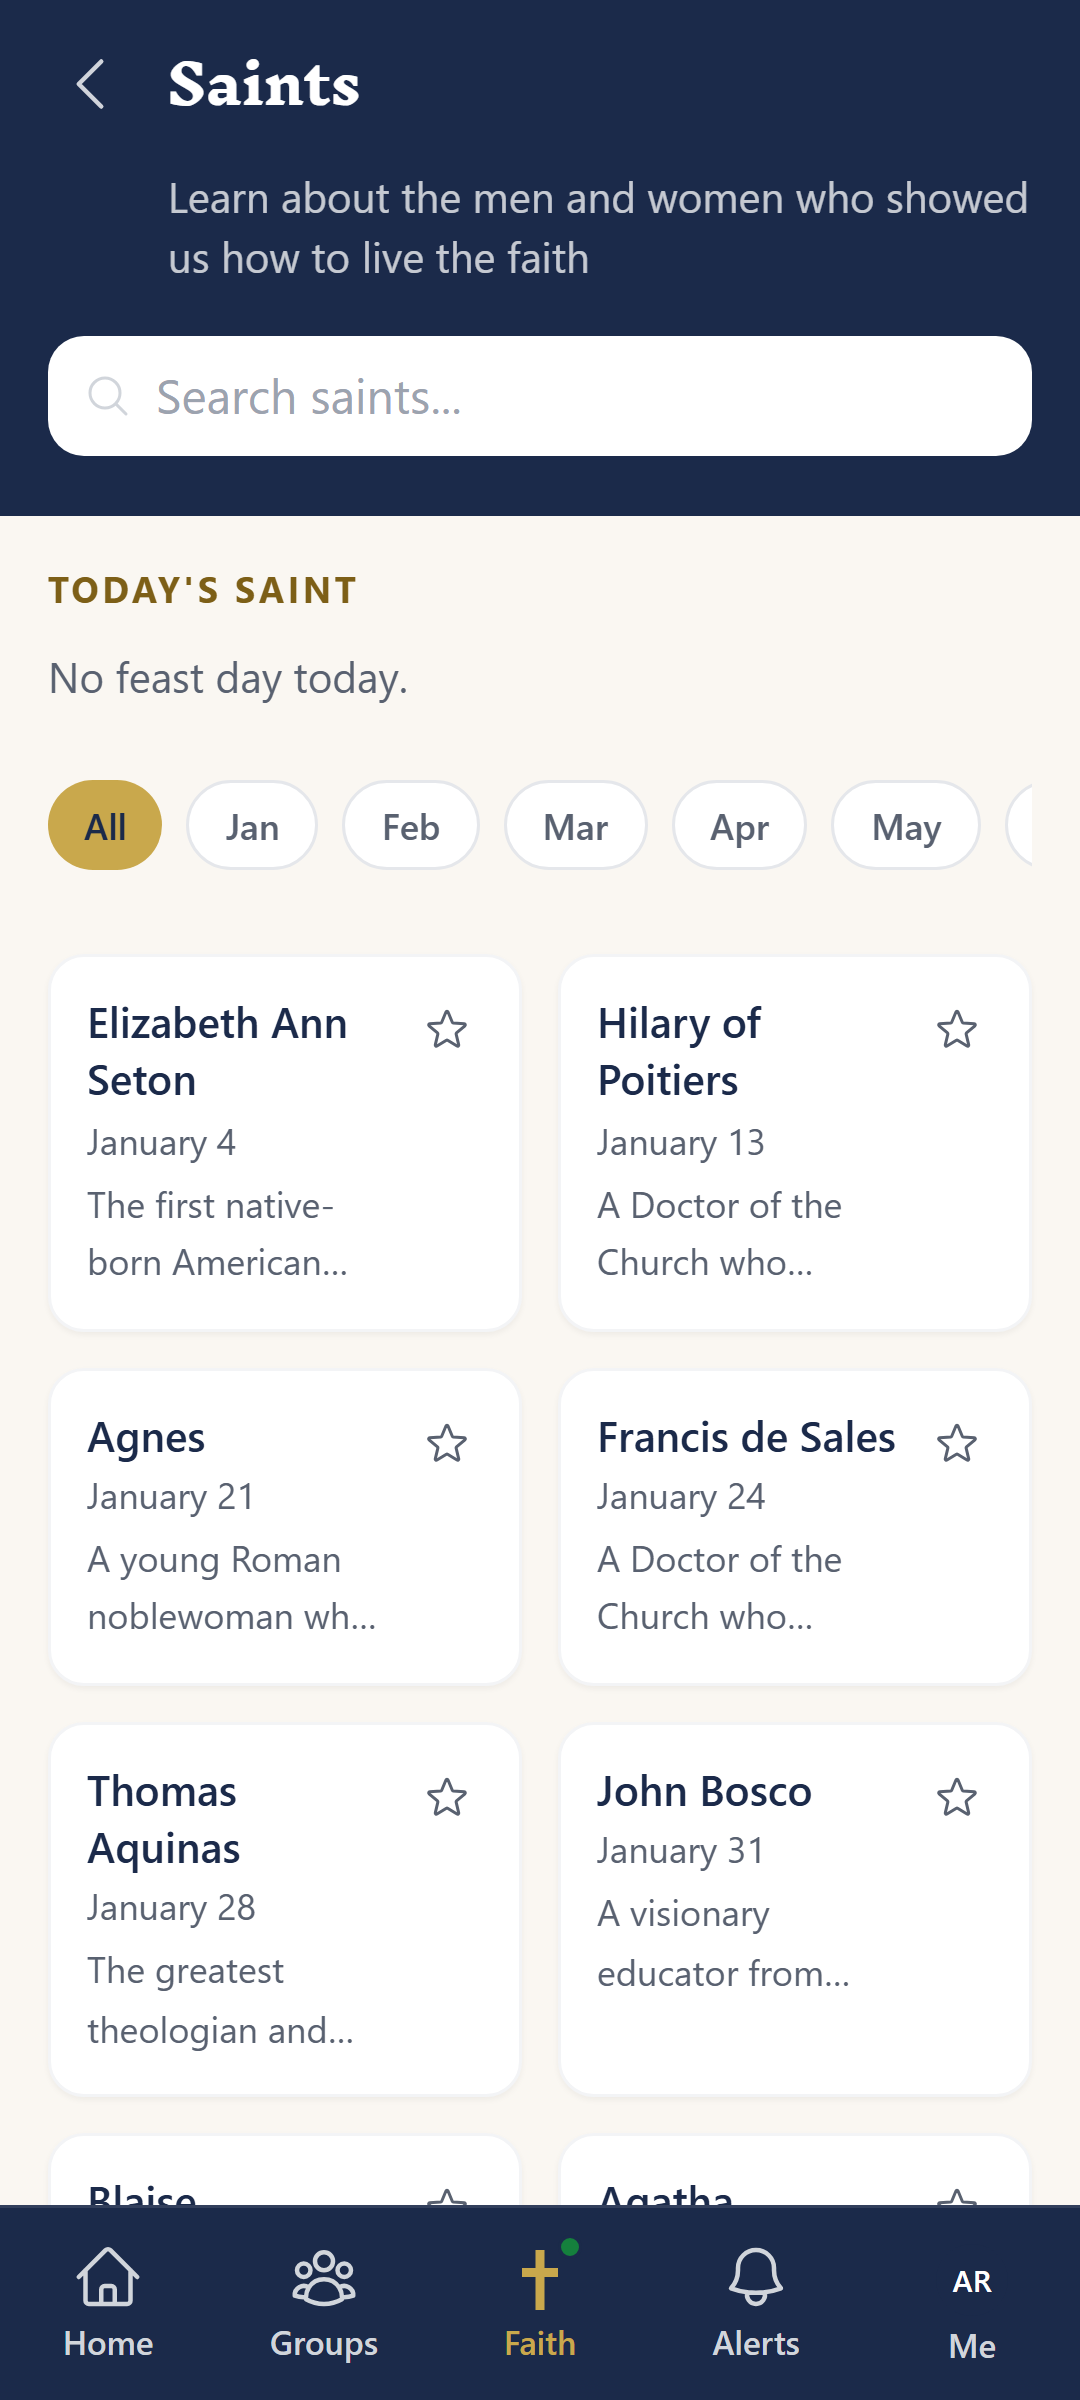 Saints
Learn about the men and women who showed
us how to live the faith
Search saints...
TODAY'S SAINT
No feast day today.
All
Jan
Feb
Mar
Apr
May
Elizabeth Ann
Seton
January 4
The first native-
born American...
Hilary of
Poitiers
January 13
A Doctor of the
Church who...
Agnes
January 21
A young Roman
noblewoman wh...
Francis de Sales
January 24
A Doctor of the
Church who...
Thomas
Aquinas
January 28
The greatest
theologian and...
John Bosco
January 31
A visionary
educator from...
Blaise
Agatha
Home
Groups
Faith
Alerts
AR
Me